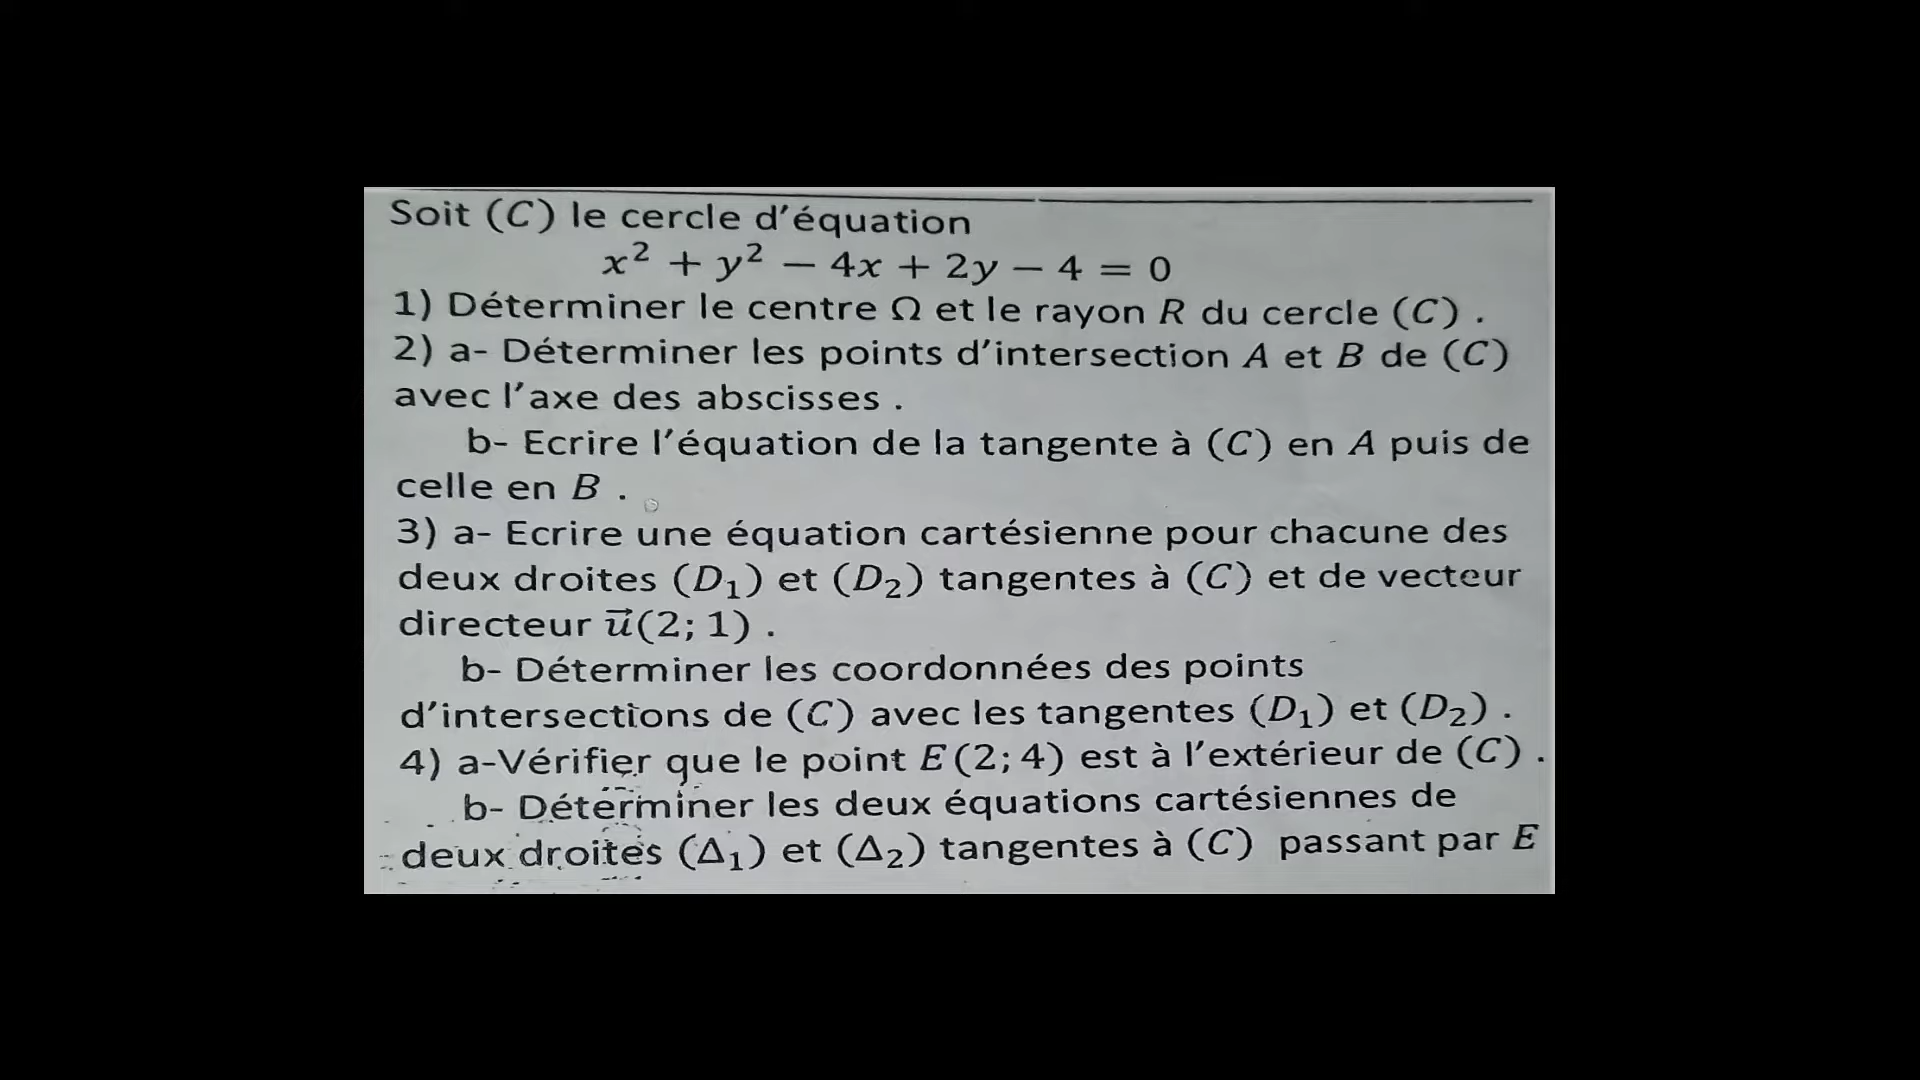 Soit (C) le cercle d’équation
x² + y² − 4x + 2y − 4 = 0
1) Déterminer le centre Ω et le rayon R du cercle (C) .
2) a- Déterminer les points d’intersection A et B de (C)
avec l’axe des abscisses .
b- Ecrire l’équation de la tangente à (C) en A puis de
celle en B .
3) a- Ecrire une équation cartésienne pour chacune des
deux droites (D₁) et (D₂) tangentes à (C) et de vecteur
directeur u⃗(2; 1) .
b- Déterminer les coordonnées des points
d’intersections de (C) avec les tangentes (D₁) et (D₂) .
4) a-Vérifier que le point E(2; 4) est à l’extérieur de (C) .
b- Déterminer les deux équations cartésiennes de
deux droites (Δ₁) et (Δ₂) tangentes à (C) passant par E